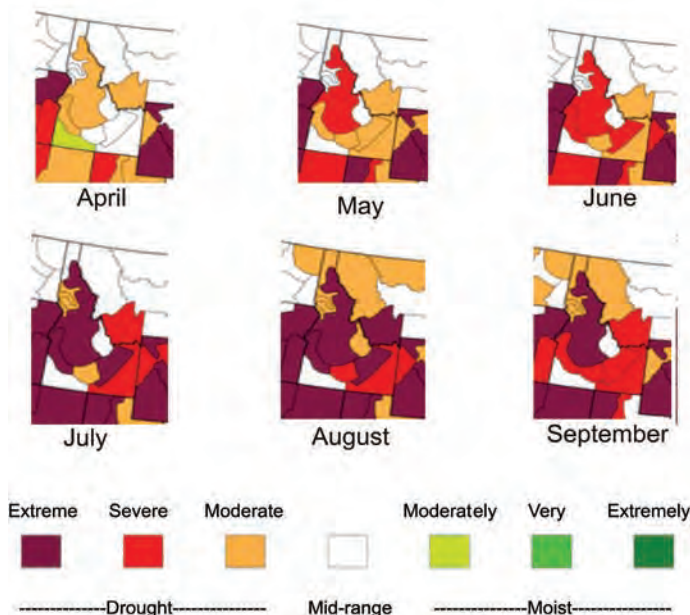 April
May
June
July
August
September
Extreme Severe Moderate Moderately Very Extremely
--------------Drought-------------- Mid-range --------------Moist--------------